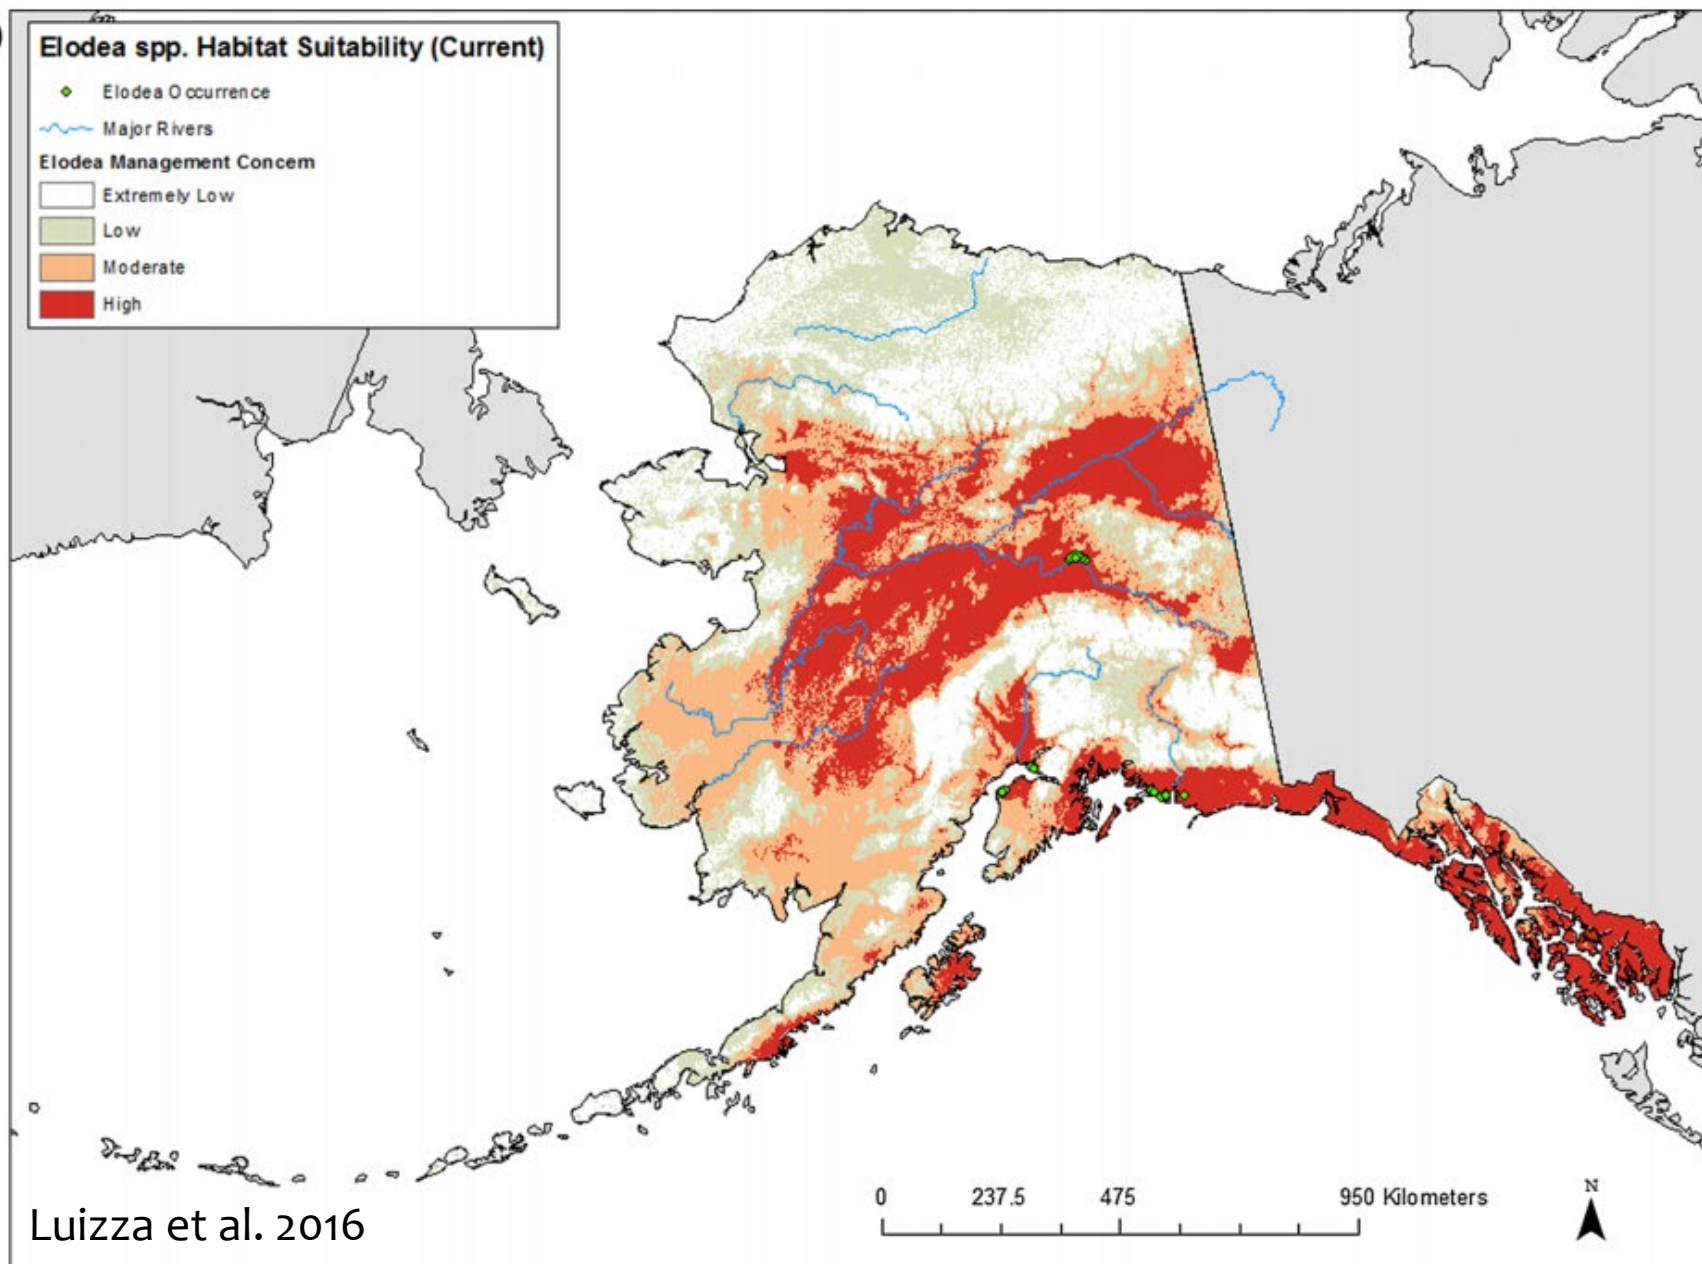 )
Elodea spp. Habitat Suitability (Current)
Elodea Occurrence
Major Rivers
Elodea Management Concern
Extremely Low
Low
Moderate
High
0 237.5 475 950 Kilometers
N
Luizza et al. 2016